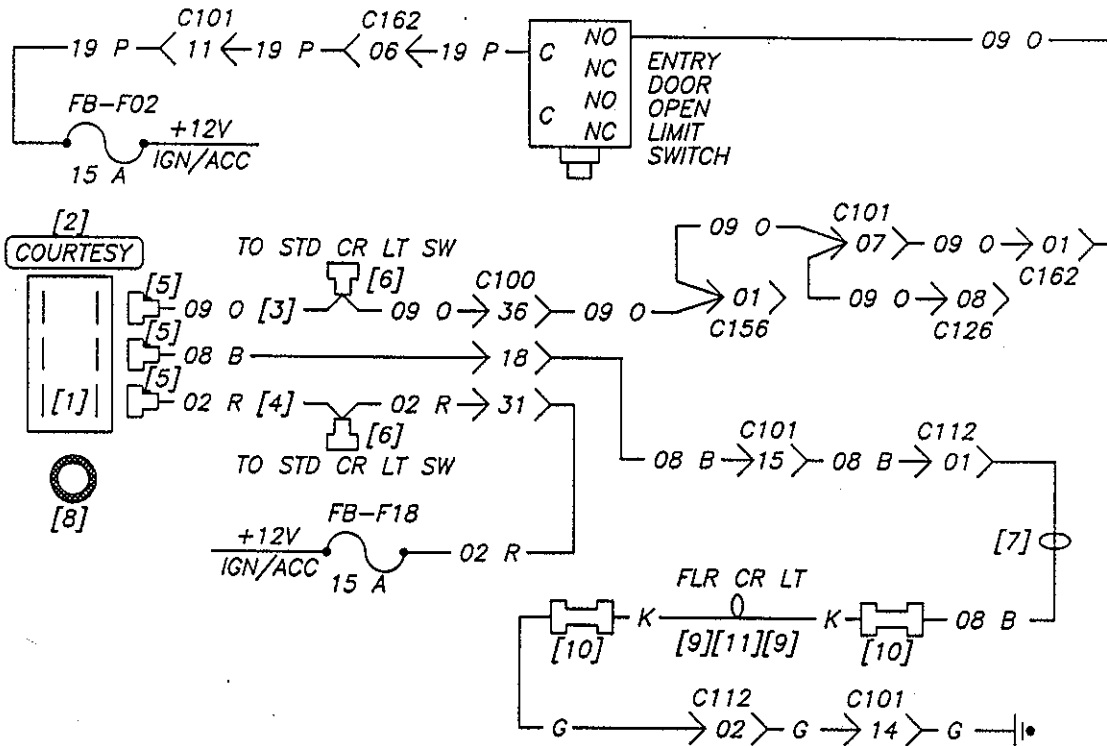 C101 C162
19 P 11 19 P 06 19 P C NO 09 O
NC ENTRY
DOOR
FB-F02 C NO OPEN
+12V NC LIMIT
IGN/ACC SWITCH
15 A
[2]
COURTESY TO STD CR LT SW 09 O C101
07 09 O 01
C162
[5] [6] C100
09 O [3] 09 O 36 09 O 01 09 O 08
C156 C126
[5]
08 B 18
[5]
[1] 02 R [4] 02 R 31
[6]
TO STD CR LT SW C101 C112
08 B 15 08 B 01
[8] FB-F18
+12V 02 R [7]
IGN/ACC
15 A FLR CR LT
K K 08 B
[10] [9][11][9] [10]
C112 C101
G 02 G 14 G